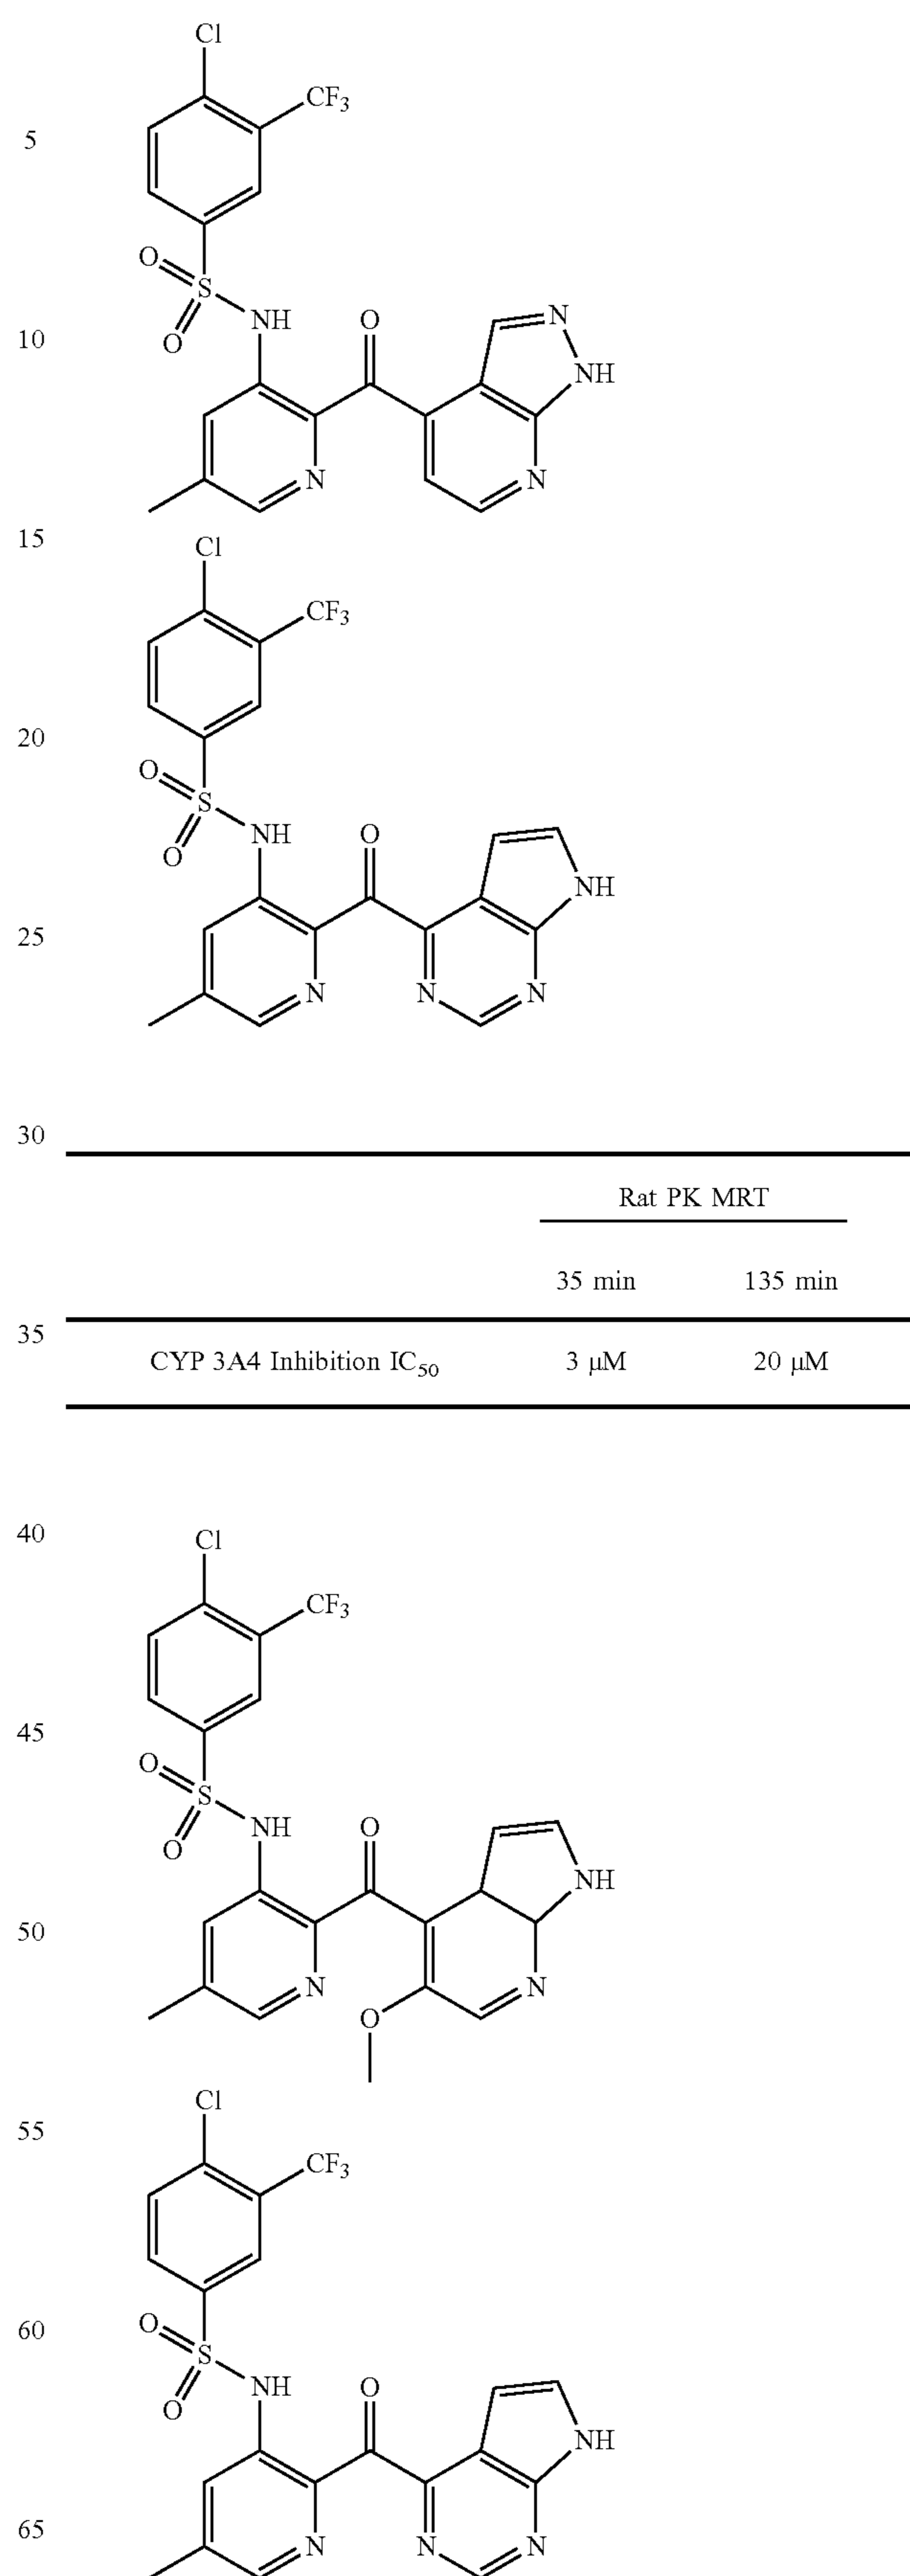 Cl
CF3
5
O
S
NH
O
N
O
10
NH
N
N
15
Cl
CF3
20
O
S
NH
O
O
NH
25
N
N
N
30
Rat PK MRT
35 min 135 min
35
CYP 3A4 Inhibition IC50 3 μM 20 μM
40
Cl
CF3
45
O
S
NH
O
O
NH
50
N
N
O
55
Cl
CF3
60
O
S
NH
O
O
NH
65
N
N
N